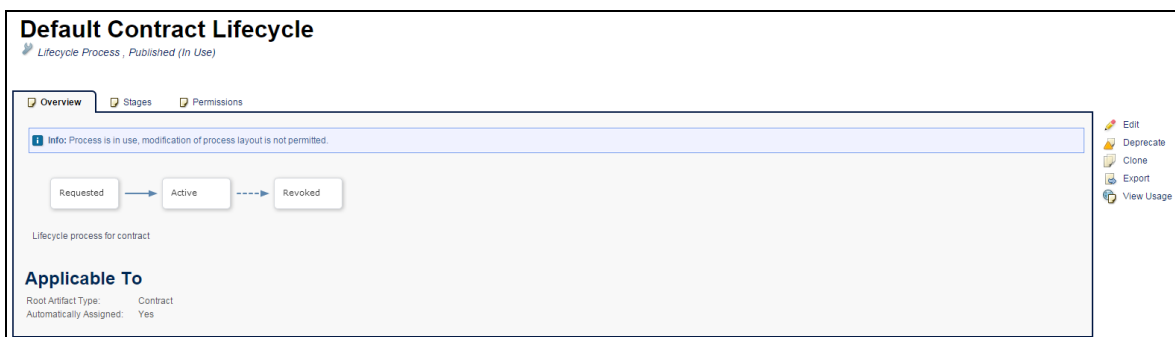 Default Contract Lifecycle
Lifecycle Process , Published (In Use)
Overview Stages Permissions
Info: Process is in use, modification of process layout is not permitted.
Requested Active Revoked
Lifecycle process for contract
Applicable To
Root Artifact Type: Contract
Automatically Assigned: Yes
Edit
Deprecate
Clone
Export
View Usage